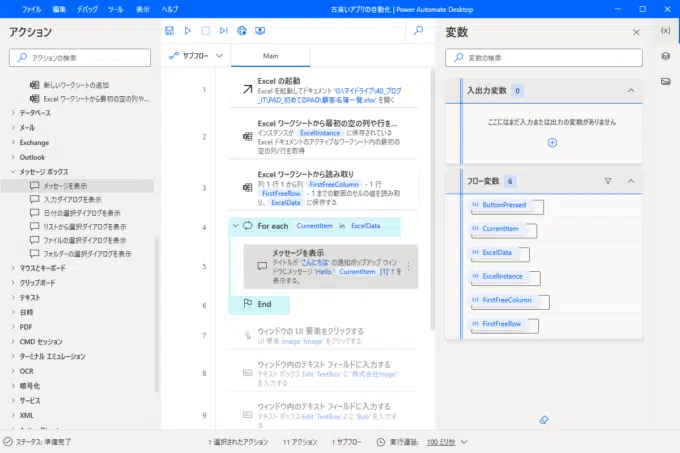 ファイル 編集 デバッグ ツール 表示 ヘルプ
古臭いアプリの自動化 | Power Automate Desktop
アクション
アクションの検索
新しいワークシートの追加
Excel ワークシートから最初の空の列や...
データベース
メール
Exchange
Outlook
メッセージ ボックス
メッセージを表示
入力ダイアログを表示
日付の選択ダイアログを表示
リストから選択ダイアログを表示
ファイルの選択ダイアログを表示
フォルダーの選択ダイアログを表示
マウスとキーボード
クリップボード
テキスト
日時
PDF
CMD セッション
ターミナル エミュレーション
OCR
暗号化
サービス
XML
サブフロー
Main
1
Excel の起動
Excel を起動してドキュメント 'G:\マイドライブ\40_ブログ
_IT\PAD_初めてのPAD\顧客名簿一覧.xlsx' を開く
2
Excel ワークシートから最初の空の列や行を...
インスタンスが ExcelInstance に保存されている
Excel ドキュメントのアクティブなワークシート内の最初の
空の列/行を取得
3
Excel ワークシートから読み取り
列 1 行 1 から列 FirstFreeColumn - 1 行
FirstFreeRow - 1 までの範囲のセルの値を読み取
り、 ExcelData に保存する
4
For each CurrentItem in ExcelData
5
メッセージを表示
タイトルが 'こんにちは' の通知ポップアップ ウィン
ドウにメッセージ 'Hello ! ' CurrentItem [1] '! ' を
表示する。
6
End
7
ウィンドウの UI 要素をクリックする
UI 要素 Image 'Image' をクリックする
8
ウィンドウ内のテキスト フィールドに入力する
テキスト ボックス Edit 'TextBox' に '株式会社Hoge'
を入力する
9
ウィンドウ内のテキスト フィールドに入力する
テキスト ボックス Edit 'TextBox' 2 に 'Bob' を入力す
る
変数
変数の検索
入出力変数 0
ここにはまだ入力または出力の変数がありません
フロー変数 6
ButtonPressed
CurrentItem
ExcelData
ExcelInstance
FirstFreeColumn
FirstFreeRow
ステータス: 準備完了
1 選択されたアクション
11 アクション
1 サブフロー
実行遅延: 100 ミリ秒